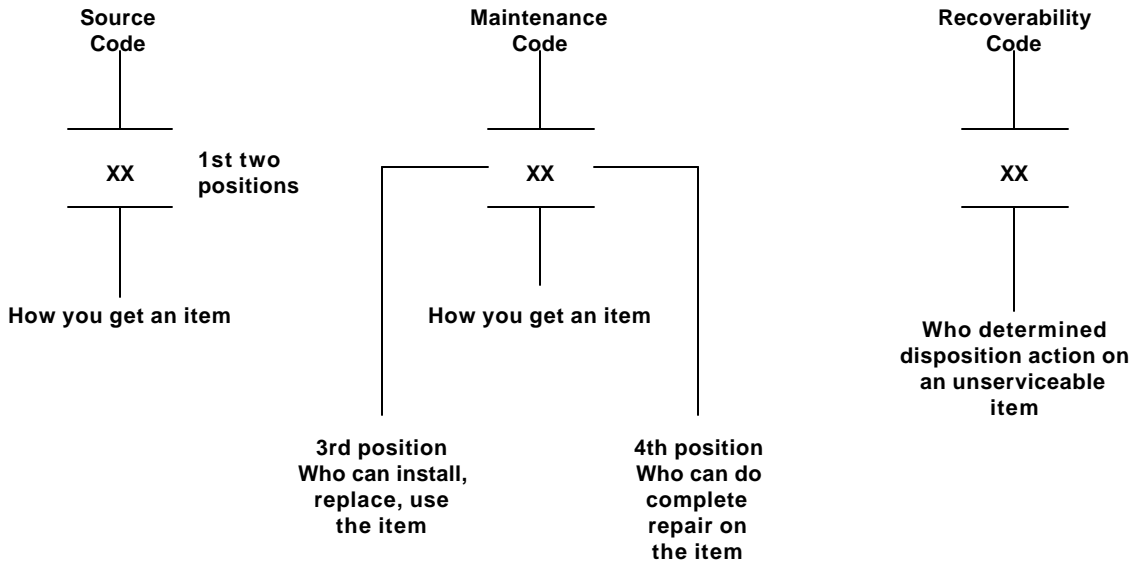 Source
Code
Maintenance
Code
Recoverability
Code
XX
1st two
positions
XX
XX
How you get an item
How you get an item
Who determined
disposition action on
an unserviceable
item
3rd position
Who can install,
replace, use
the item
4th position
Who can do
complete
repair on
the item